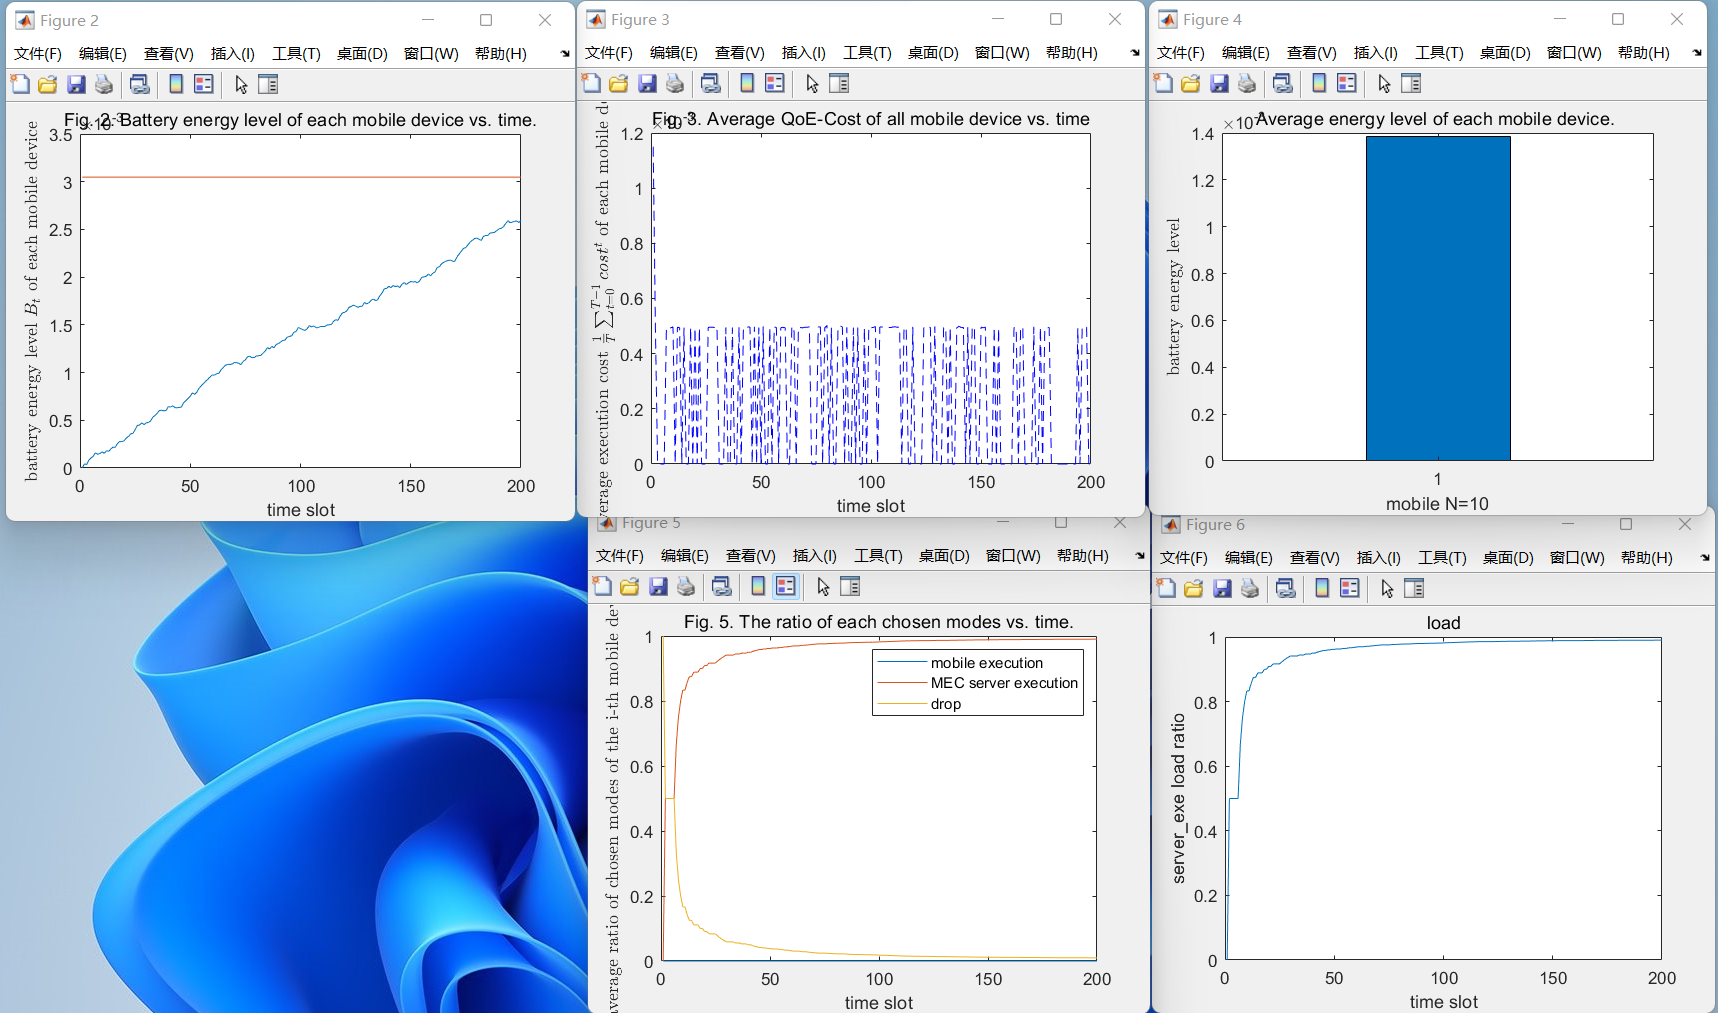 Figure 2
文件(F) 编辑(E) 查看(V) 插入(I) 工具(T) 桌面(D) 窗口(W) 帮助(H)
Fig. 2. Battery energy level of each mobile device vs. time.
battery energy level B_t of each mobile device
3.5
3
2.5
2
1.5
1
0.5
0
0 50 100 150 200
time slot
Figure 3
文件(F) 编辑(E) 查看(V) 插入(I) 工具(T) 桌面(D) 窗口(W) 帮助(H)
Fig. 3. Average QoE-Cost of all mobile device vs. time
verage execution cost 1/T ∑_{t=0}^{T−1} cost^t of each mobile d
1.2
1
0.8
0.6
0.4
0.2
0
0 50 100 150 200
time slot
Figure 4
文件(F) 编辑(E) 查看(V) 插入(I) 工具(T) 桌面(D) 窗口(W) 帮助(H)
Average energy level of each mobile device.
×10
battery energy level
1.4
1.2
1
0.8
0.6
0.4
0.2
0
1
mobile N=10
Figure 5
文件(F) 编辑(E) 查看(V) 插入(I) 工具(T) 桌面(D) 窗口(W) 帮助(H)
Fig. 5. The ratio of each chosen modes vs. time.
verage ratio of chosen modes of the i-th mobile de
mobile execution
MEC server execution
drop
1
0.8
0.6
0.4
0.2
0
0 50 100 150 200
time slot
Figure 6
文件(F) 编辑(E) 查看(V) 插入(I) 工具(T) 桌面(D) 窗口(W) 帮助(H)
load
server_exe load ratio
1
0.8
0.6
0.4
0.2
0
0 50 100 150 200
time slot